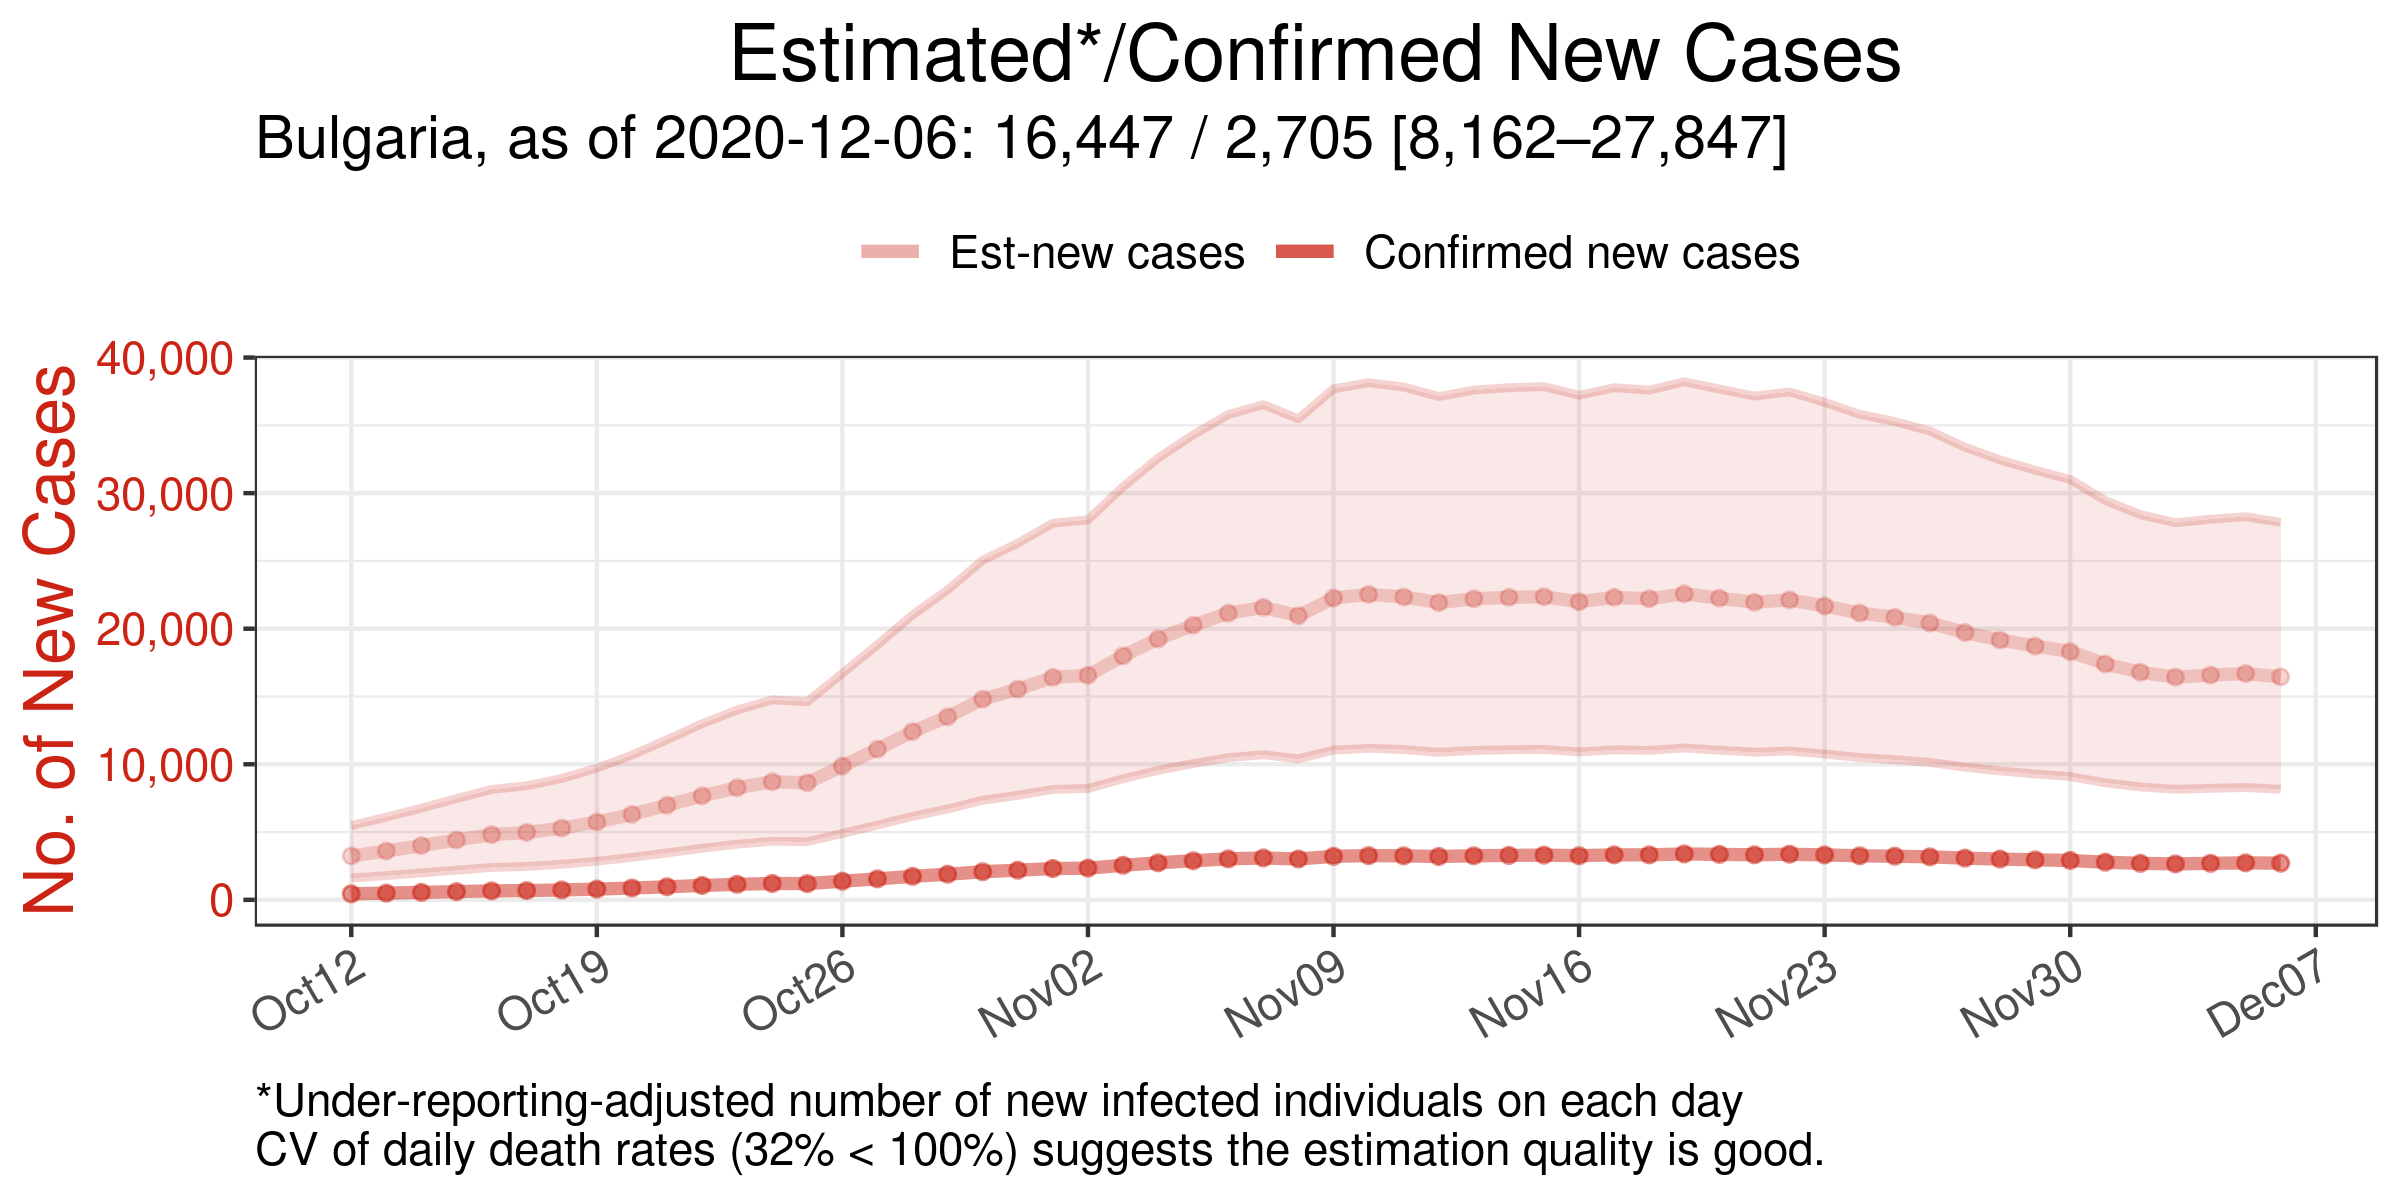 Estimated*/Confirmed New Cases
Bulgaria, as of 2020-12-06: 16,447 / 2,705 [8,162–27,847]
Est-new cases Confirmed new cases
No. of New Cases
40,000
30,000
20,000
10,000
0
Oct12 Oct19 Oct26 Nov02 Nov09 Nov16 Nov23 Nov30 Dec07
*Under-reporting-adjusted number of new infected individuals on each day
CV of daily death rates (32% < 100%) suggests the estimation quality is good.